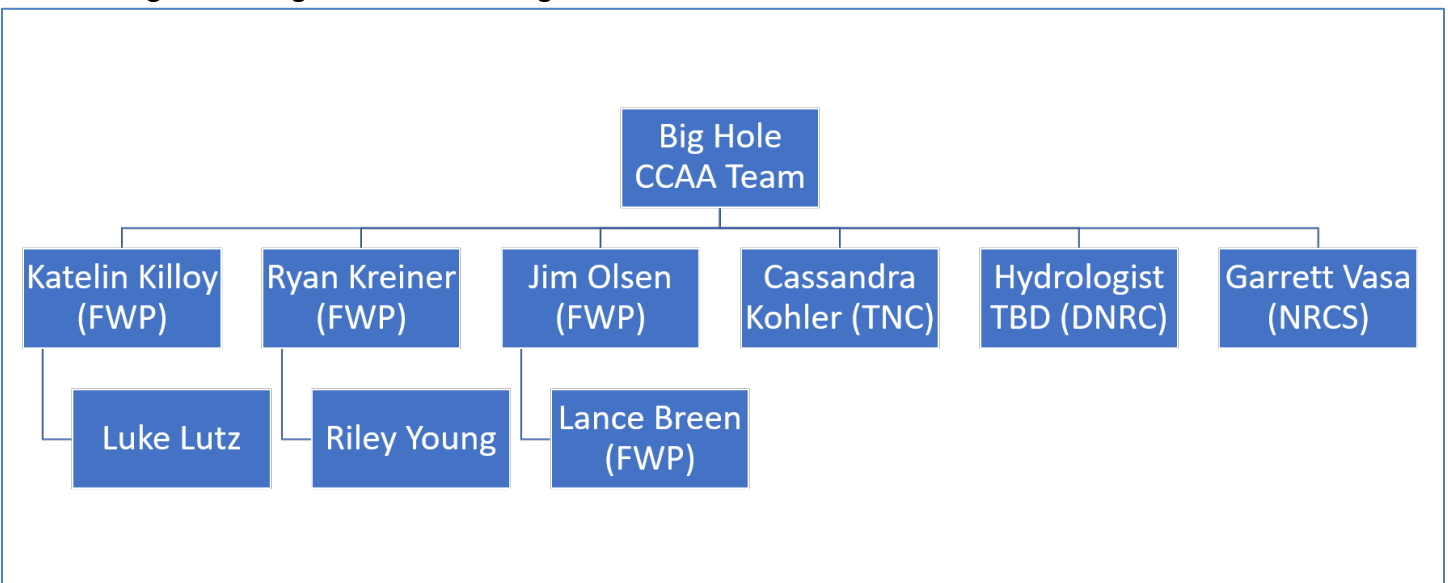 Big Hole
CCAA Team
Katelin Killoy
(FWP)
Ryan Kreiner
(FWP)
Jim Olsen
(FWP)
Cassandra
Kohler (TNC)
Hydrologist
TBD (DNRC)
Garrett Vasa
(NRCS)
Luke Lutz
Riley Young
Lance Breen
(FWP)